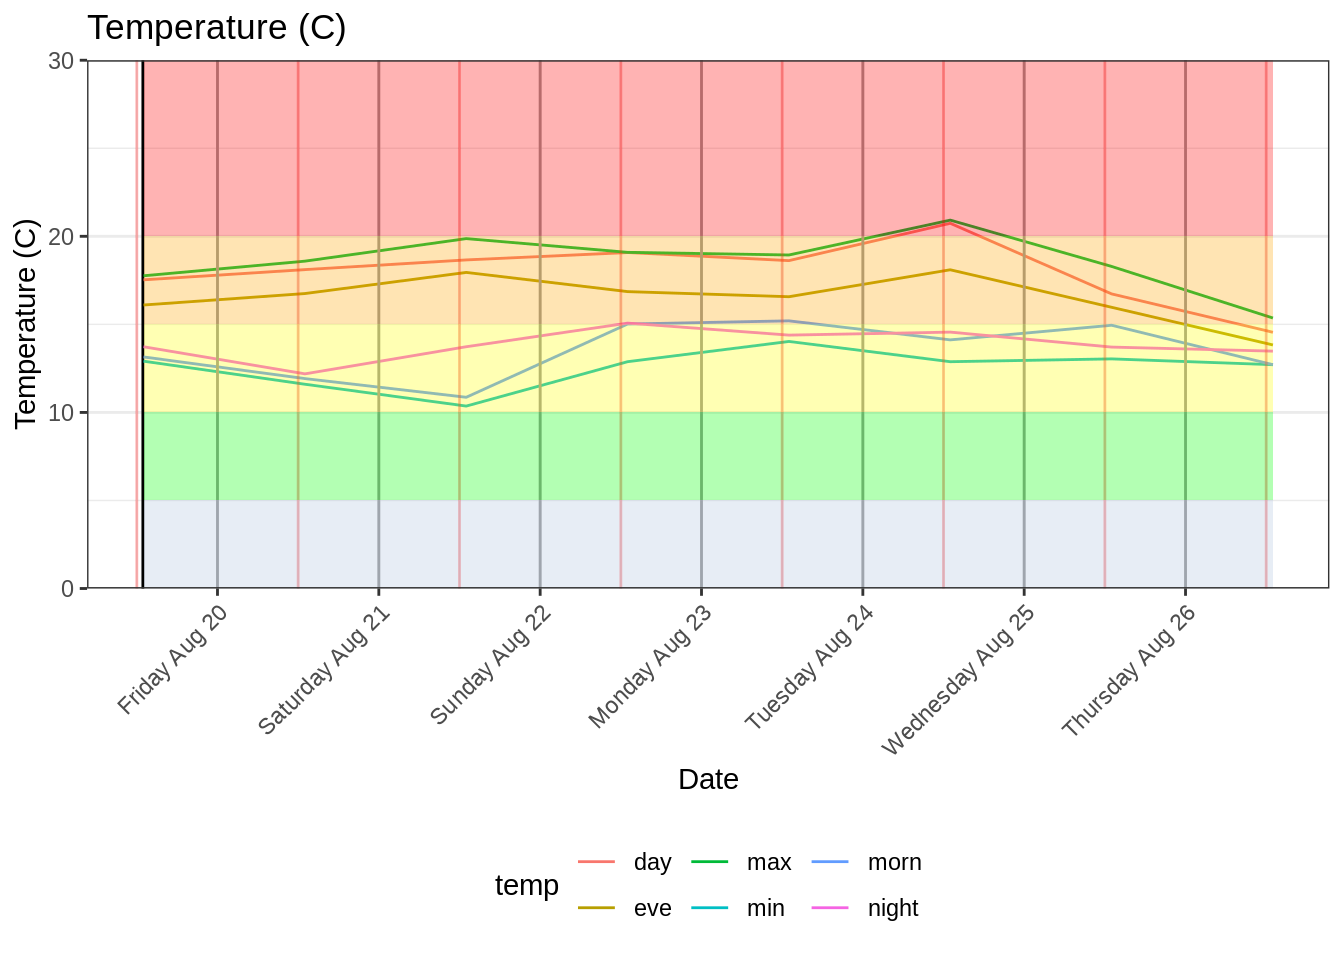 Temperature (C)
30
20
10
0
Temperature (C)
Friday Aug 20
Saturday Aug 21
Sunday Aug 22
Monday Aug 23
Tuesday Aug 24
Wednesday Aug 25
Thursday Aug 26
Date
temp
day max morn
eve min night